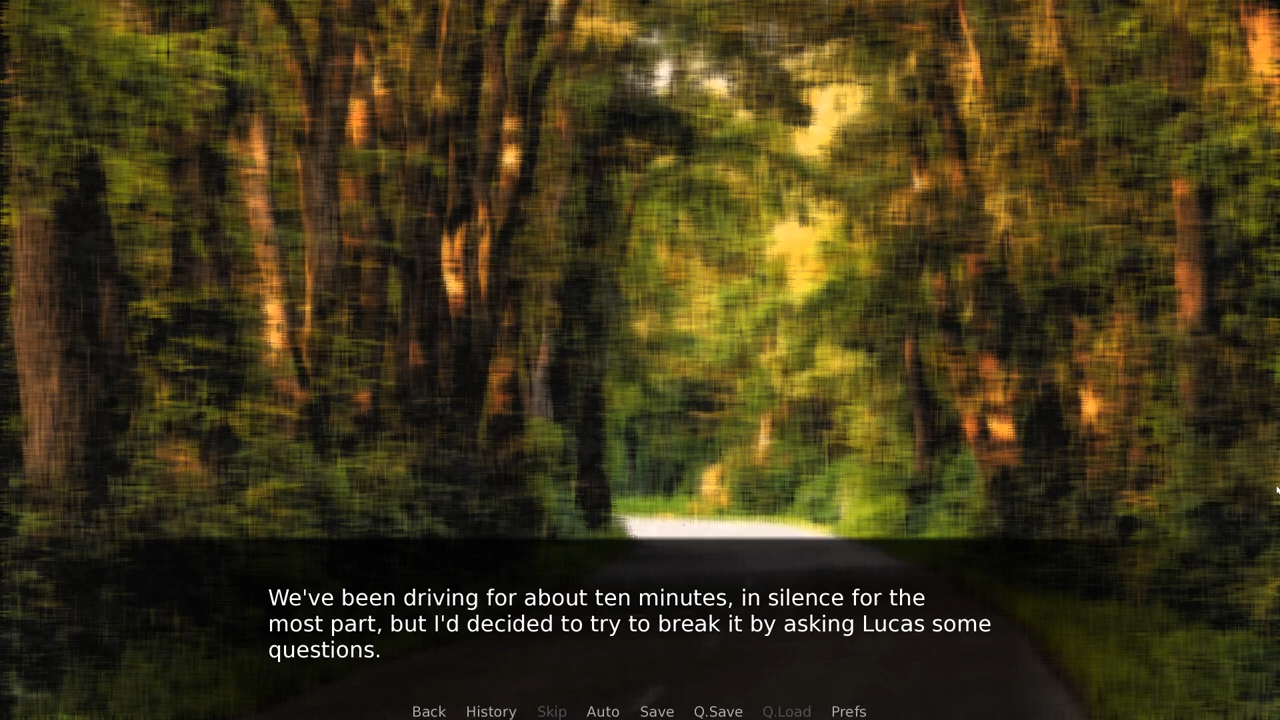 We've been driving for about ten minutes, in silence for the
most part, but I'd decided to try to break it by asking Lucas some
questions.
Back History Skip Auto Save Q.Save Q.Load Prefs